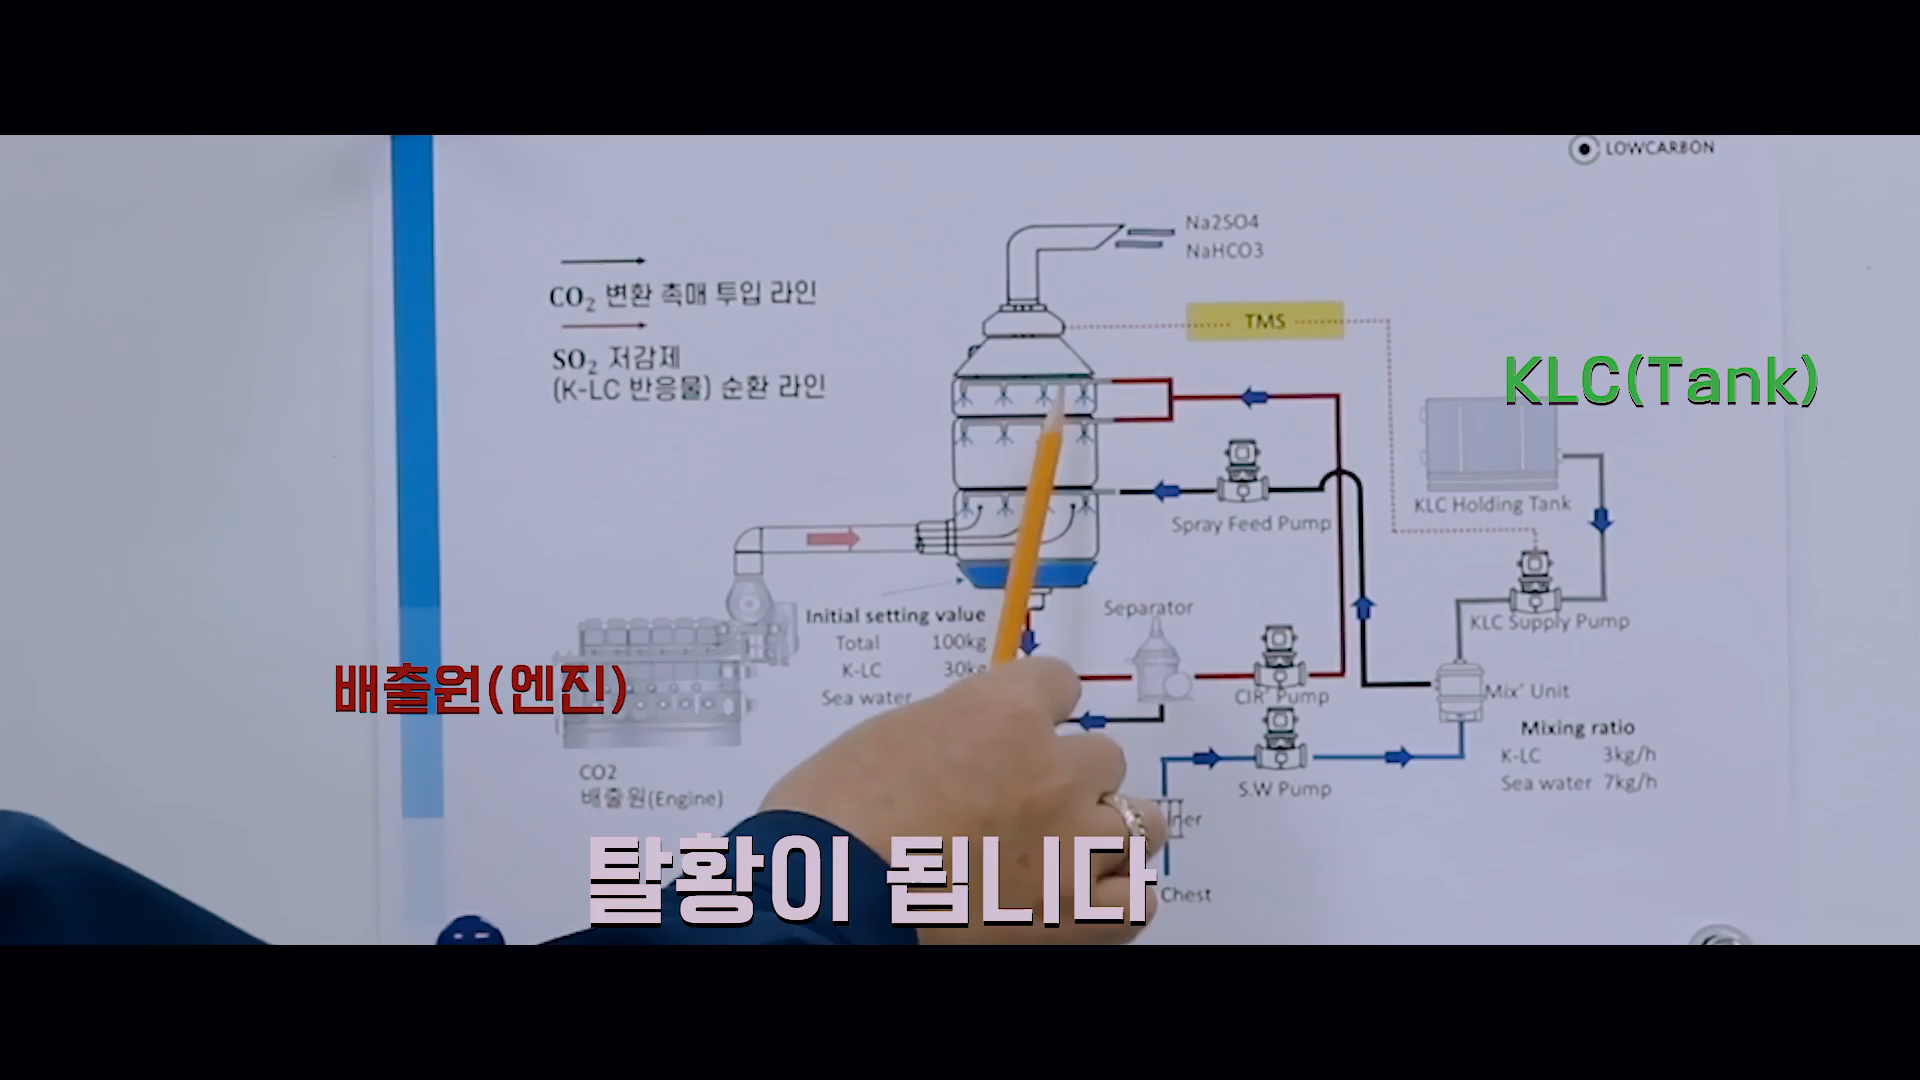 LOWCARBON
Na2SO4
NaHCO3
CO₂ 변환 촉매 투입 라인
SO₂ 저감제
(K-LC 반응물) 순환 라인
TMS
KLC(Tank)
KLC Holding Tank
Spray Feed Pump
Separator
Initial setting value
Total 100kg
K-LC 30kg
Sea water
KLC Supply Pump
배출원(엔진)
CIR' Pump
Mix' Unit
Mixing ratio
K-LC 3kg/h
Sea water 7kg/h
CO2
배출원(Engine)
S.W Pump
Chest
탈황이 됩니다